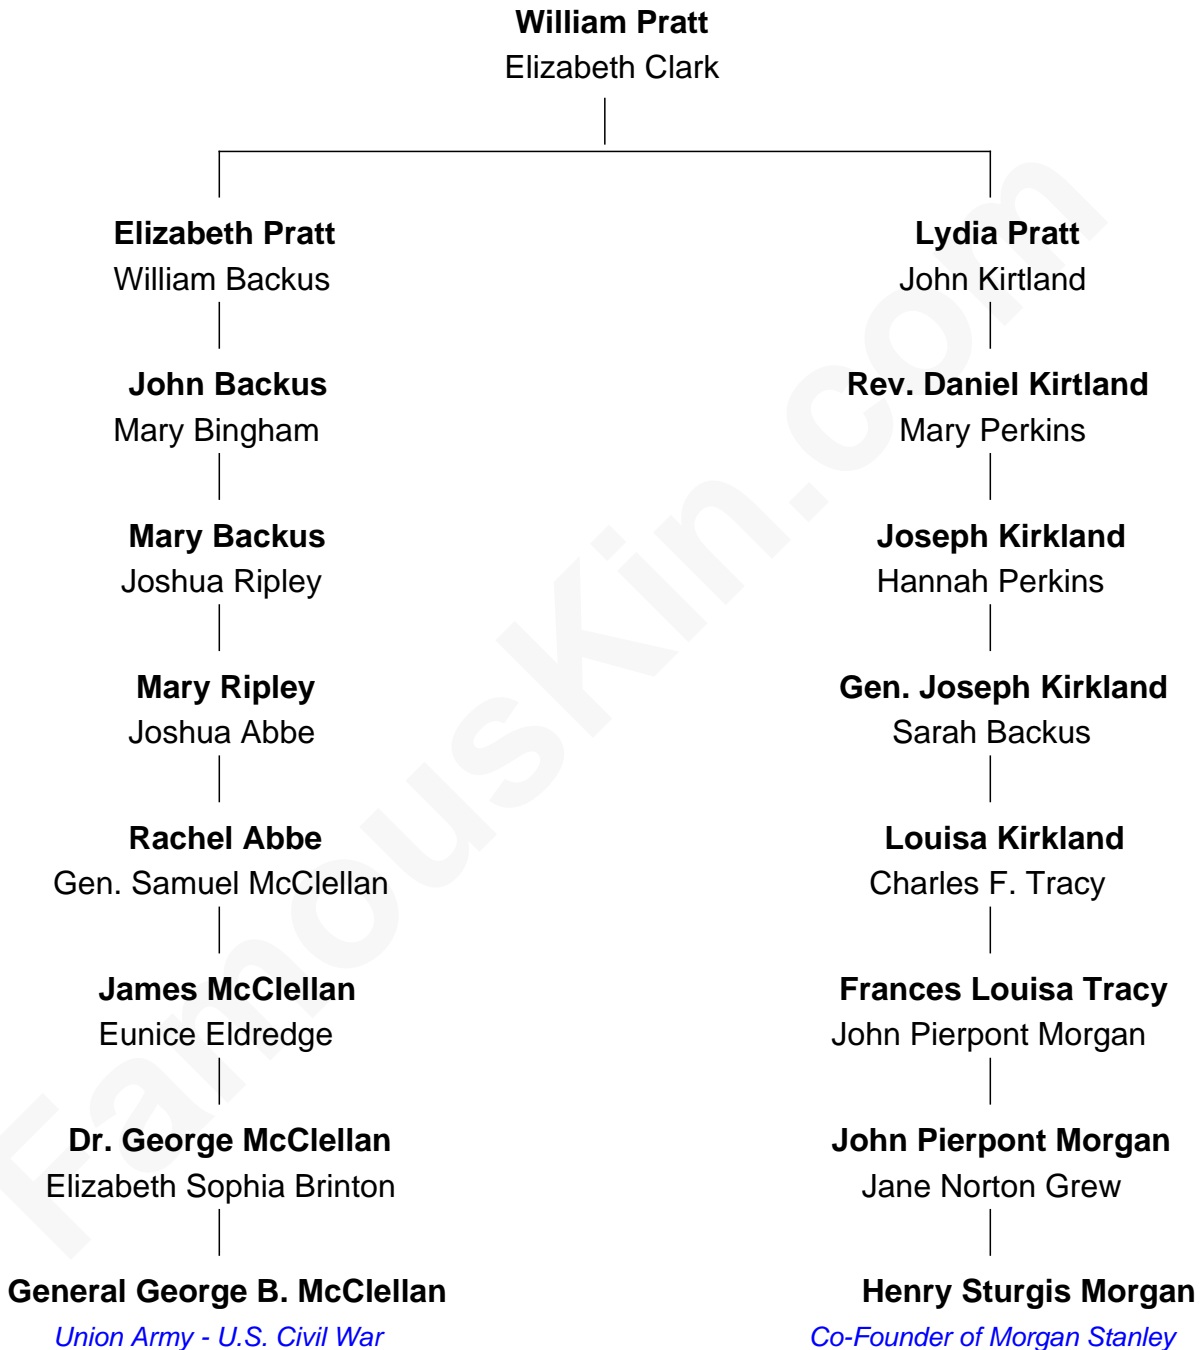 William Pratt
Elizabeth Clark
Elizabeth Pratt
William Backus
Lydia Pratt
John Kirtland
John Backus
Mary Bingham
Rev. Daniel Kirtland
Mary Perkins
Mary Backus
Joshua Ripley
Joseph Kirkland
Hannah Perkins
Mary Ripley
Joshua Abbe
Gen. Joseph Kirkland
Sarah Backus
Rachel Abbe
Gen. Samuel McClellan
Louisa Kirkland
Charles F. Tracy
James McClellan
Eunice Eldredge
Frances Louisa Tracy
John Pierpont Morgan
Dr. George McClellan
Elizabeth Sophia Brinton
John Pierpont Morgan
Jane Norton Grew
General George B. McClellan
Union Army - U.S. Civil War
Henry Sturgis Morgan
Co-Founder of Morgan Stanley
FamousKin.com